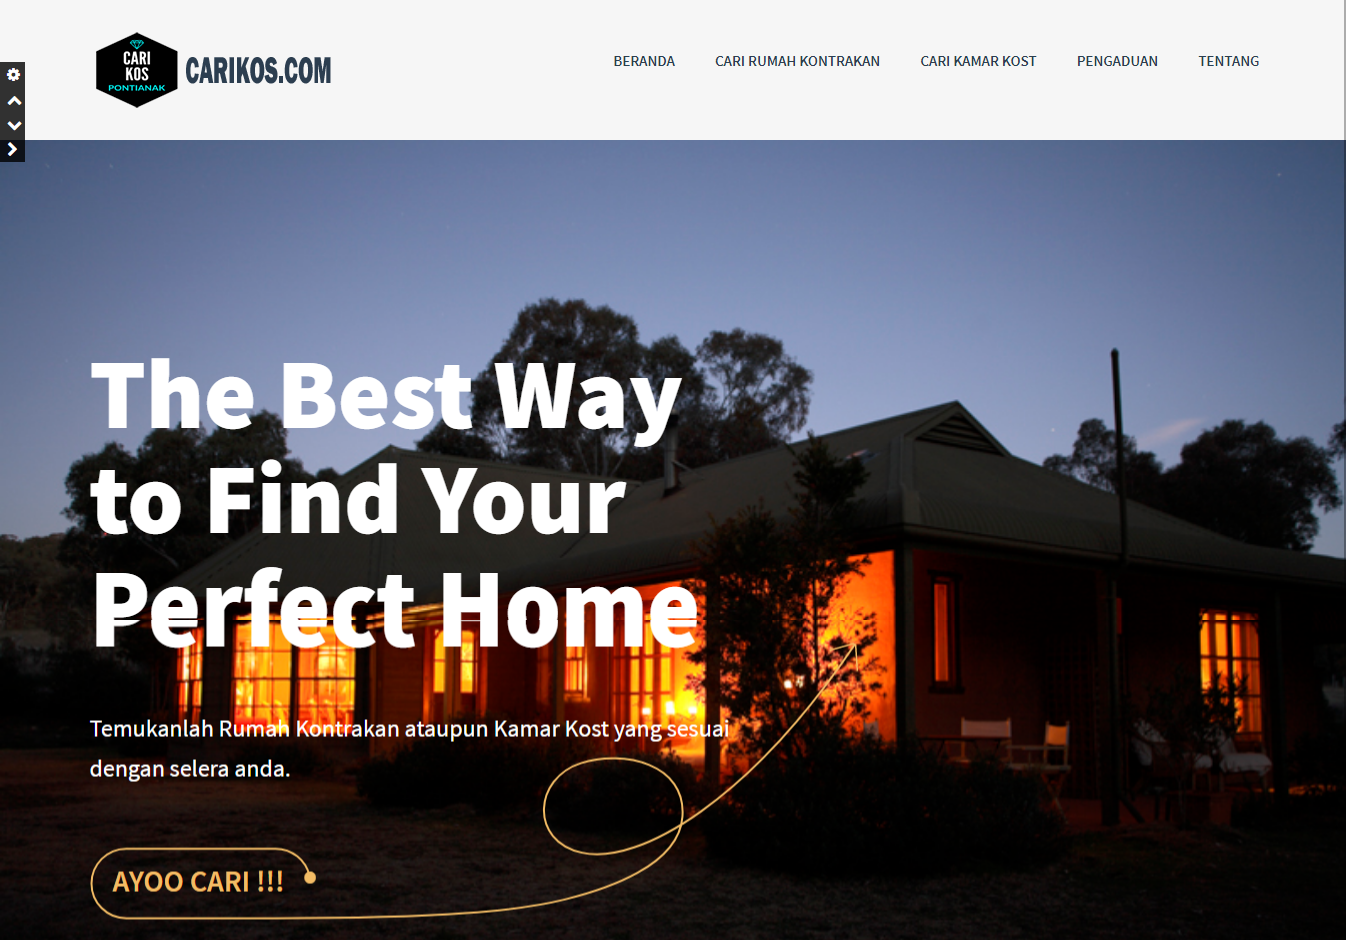 CARI
KOS
PONTIANAK
CARIKOS.COM
BERANDA
CARI RUMAH KONTRAKAN
CARI KAMAR KOST
PENGADUAN
TENTANG
The Best Way
to Find Your
Perfect Home
Temukanlah Rumah Kontrakan ataupun Kamar Kost yang sesuai
dengan selera anda.
AYOO CARI !!!